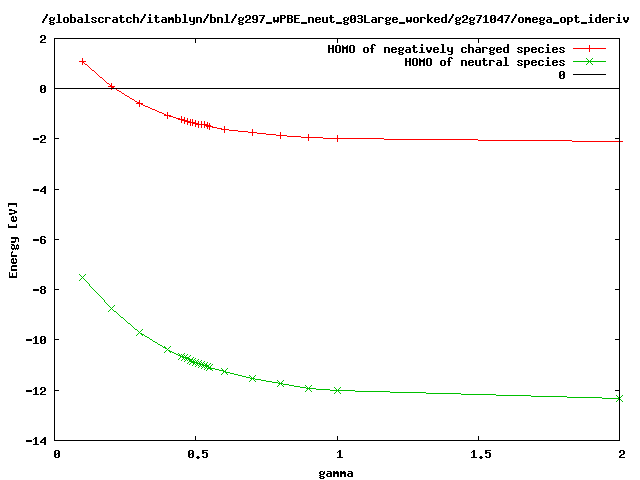 /globalscratch/itamblyn/bnl/g297_wPBE_neut_g03Large_worked/g2g71047/omega_opt_ideriv
HOMO of negatively charged species
HOMO of neutral species
0
2
0
-2
-4
-6
-8
-10
-12
-14
Energy [eV]
0 0.5 1 1.5 2
gamma